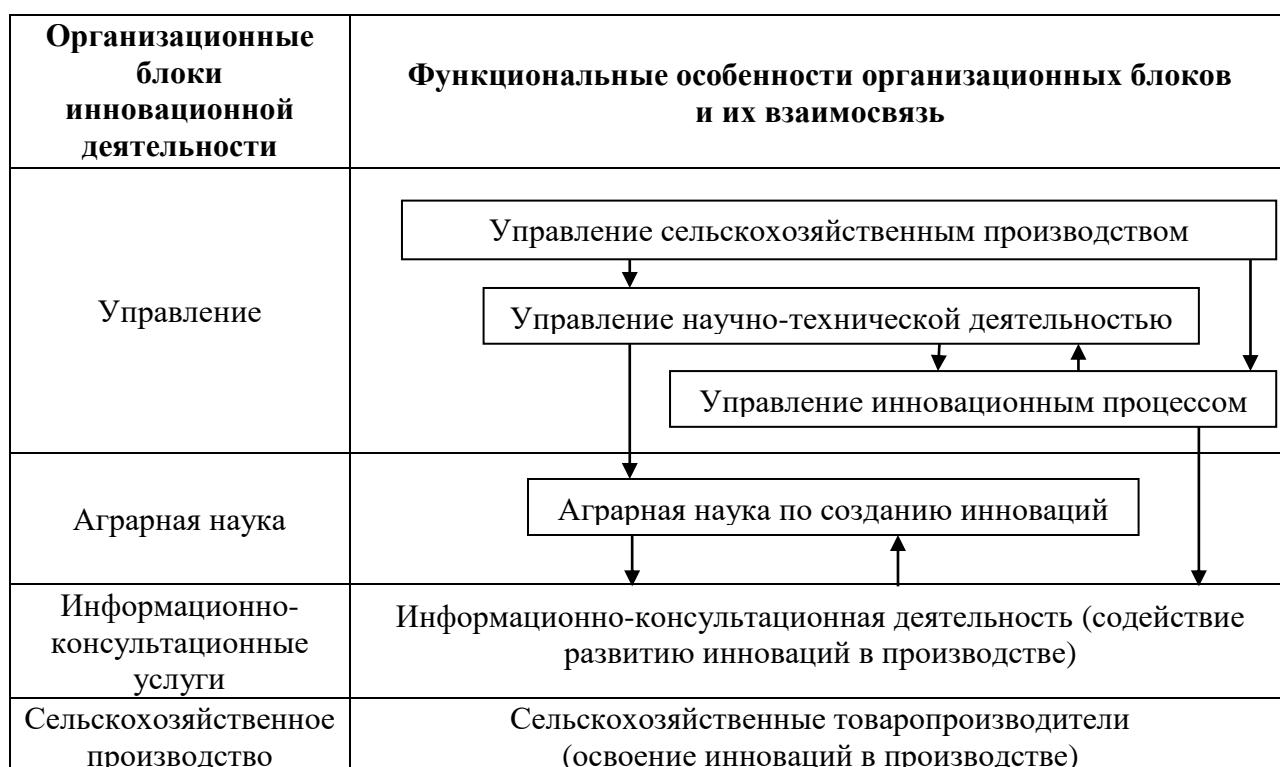 Организационные
блоки
инновационной
деятельности
Функциональные особенности организационных блоков
и их взаимосвязь
Управление
Управление сельскохозяйственным производством
Управление научно-технической деятельностью
Управление инновационным процессом
Аграрная наука
Аграрная наука по созданию инноваций
Информационно-
консультационные
услуги
Информационно-консультационная деятельность (содействие
развитию инноваций в производстве)
Сельскохозяйственное
производство
Сельскохозяйственные товаропроизводители
(освоение инноваций в производстве)